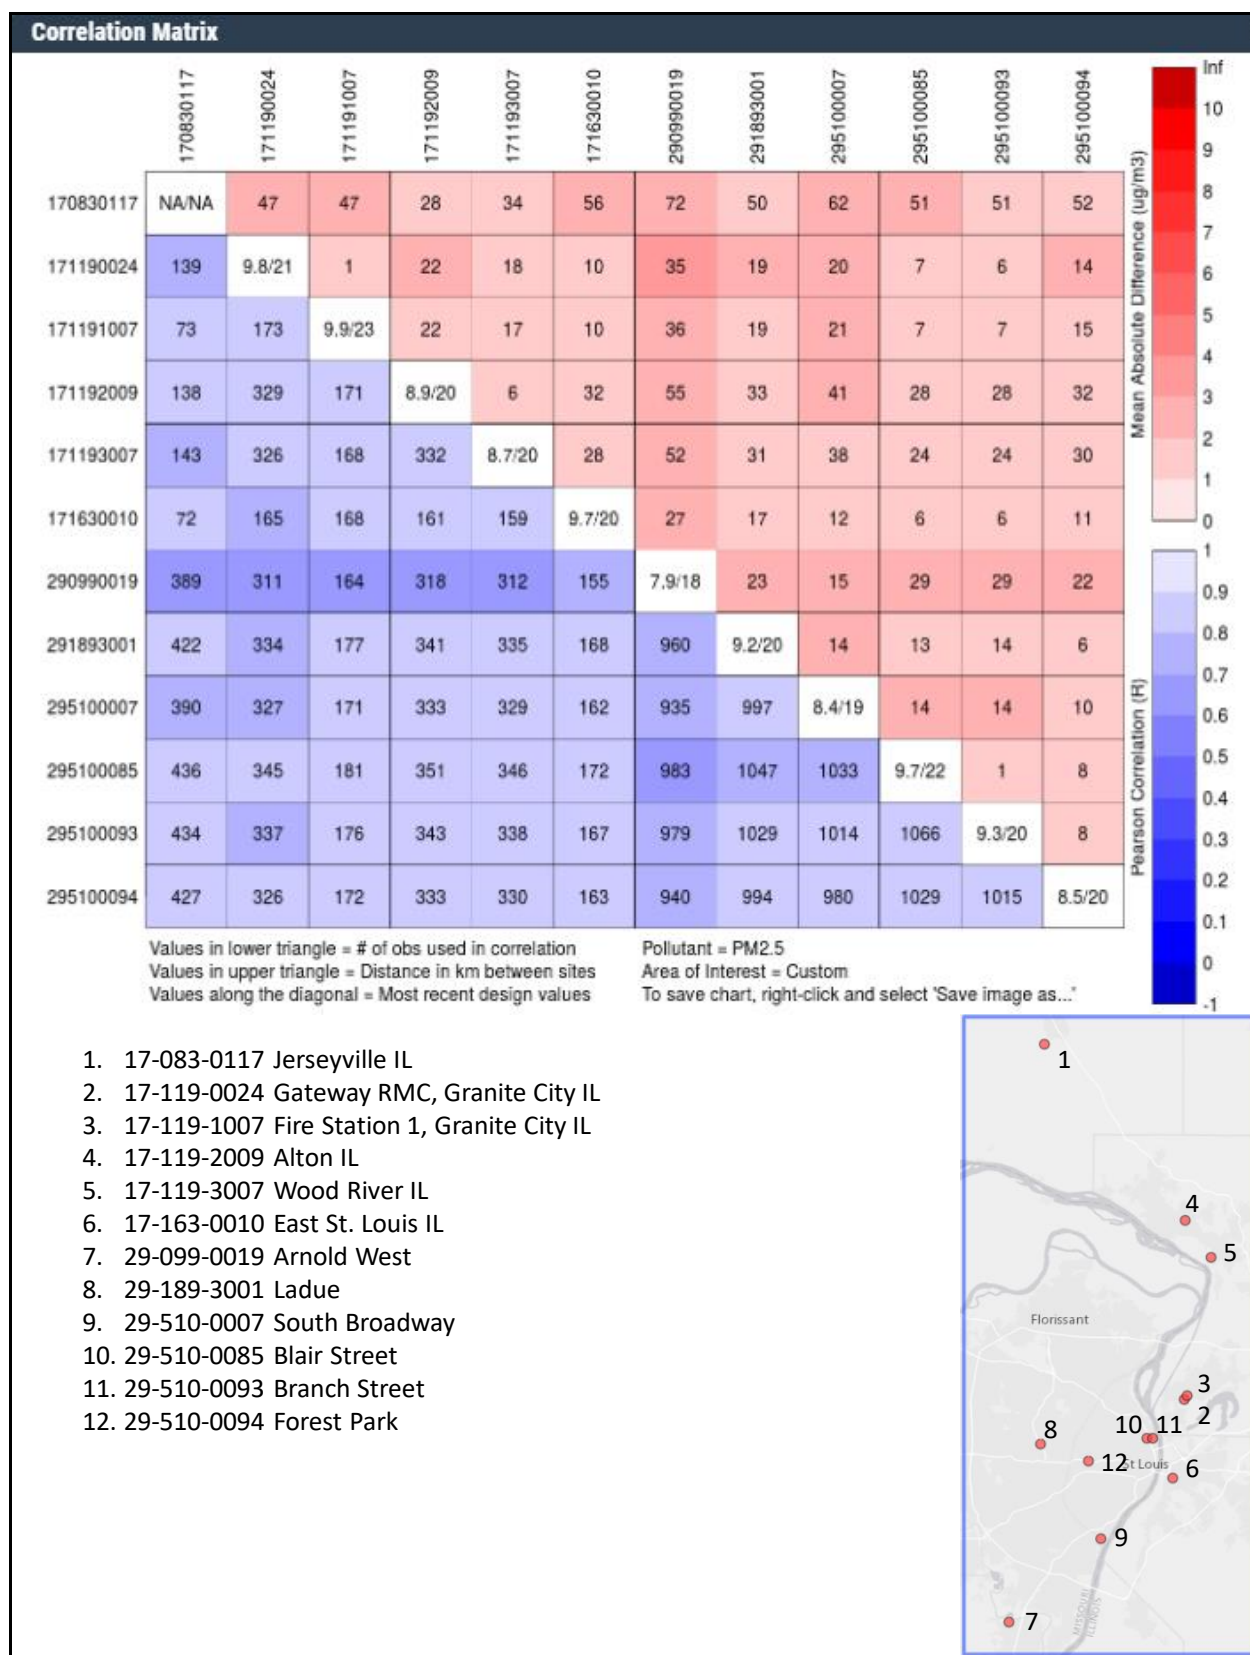 Correlation Matrix
170830117 171190024 171191007 171192009 171193007 171630010 290990019 291893001 295100007 295100085 295100093 295100094
170830117 NA/NA 47 47 28 34 56 72 50 62 51 51 52
171190024 139 9.8/21 1 22 18 10 35 19 20 7 6 14
171191007 73 173 9.9/23 22 17 10 36 19 21 7 7 15
171192009 138 329 171 8.9/20 6 32 55 33 41 28 28 32
171193007 143 326 168 332 8.7/20 28 52 31 38 24 24 30
171630010 72 165 168 161 159 9.7/20 27 17 12 6 6 11
290990019 389 311 164 318 312 155 7.9/18 23 15 29 29 22
291893001 422 334 177 341 335 168 960 9.2/20 14 13 14 6
295100007 390 327 171 333 329 162 935 997 8.4/19 14 14 10
295100085 436 345 181 351 346 172 983 1047 1033 9.7/22 1 8
295100093 434 337 176 343 338 167 979 1029 1014 1066 9.3/20 8
295100094 427 326 172 333 330 163 940 994 980 1029 1015 8.5/20
Mean Absolute Difference (ug/m3)
Inf
10
9
8
7
6
5
4
3
2
1
0
Pearson Correlation (R)
1
0.9
0.8
0.7
0.6
0.5
0.4
0.3
0.2
0.1
0
-1
Values in lower triangle = # of obs used in correlation
Values in upper triangle = Distance in km between sites
Values along the diagonal = Most recent design values
Pollutant = PM2.5
Area of Interest = Custom
To save chart, right-click and select 'Save image as...'
1. 17-083-0117 Jerseyville IL
2. 17-119-0024 Gateway RMC, Granite City IL
3. 17-119-1007 Fire Station 1, Granite City IL
4. 17-119-2009 Alton IL
5. 17-119-3007 Wood River IL
6. 17-163-0010 East St. Louis IL
7. 29-099-0019 Arnold West
8. 29-189-3001 Ladue
9. 29-510-0007 South Broadway
10. 29-510-0085 Blair Street
11. 29-510-0093 Branch Street
12. 29-510-0094 Forest Park
1
4
5
Florissant
3
2
10 11
8
12
St Louis
6
9
7
MISSOURI
ILLINOIS